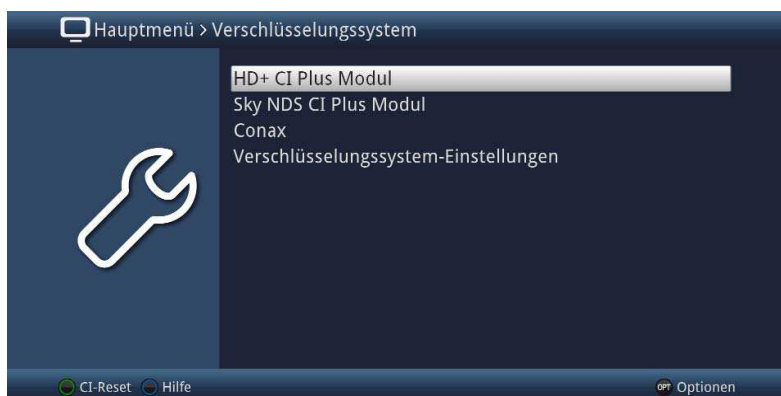 Hauptmenü > Verschlüsselungssystem
HD+ CI Plus Modul
Sky NDS CI Plus Modul
Conax
Verschlüsselungssystem-Einstellungen
CI-Reset Hilfe OPT Optionen